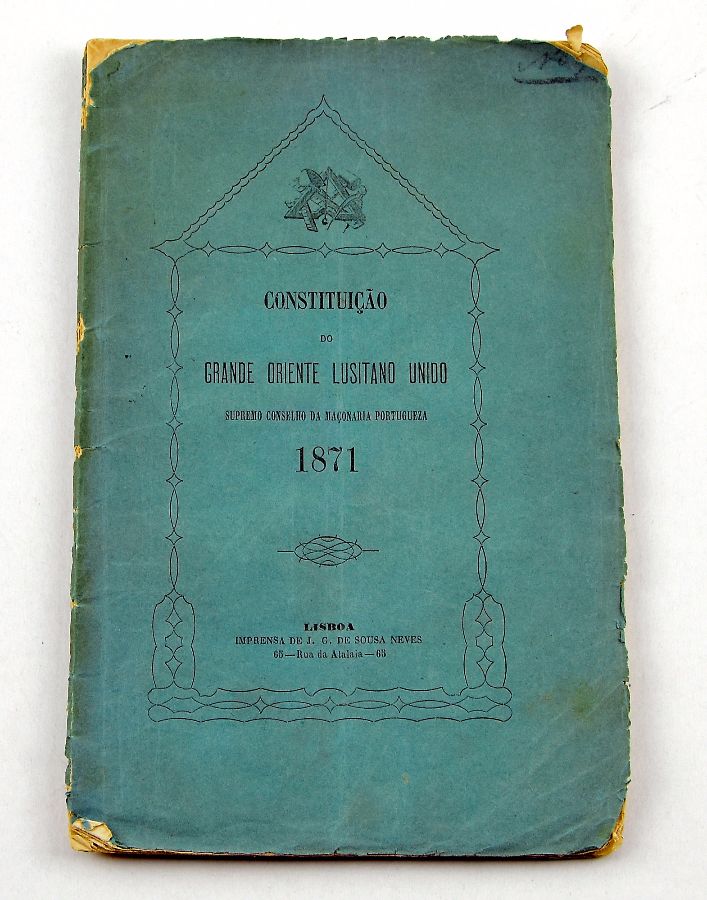 CONSTITUIÇÃO
DO
GRANDE ORIENTE LUSITANO UNIDO
SUPREMO CONSELHO DA MAÇONARIA PORTUGUEZA
1871
LISBOA
IMPRENSA DE J. G. DE SOUSA NEVES
65—Rua da Atalaia—65